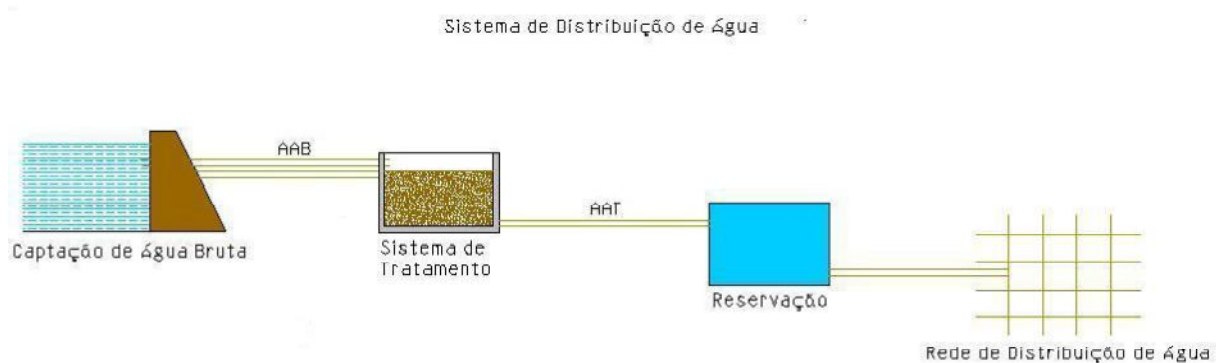 Sistema de Distribuição de Água
AAB
AAT
Captação de Água Bruta
Sistema de
Tratamento
Reservação
Rede de Distribuição de Água